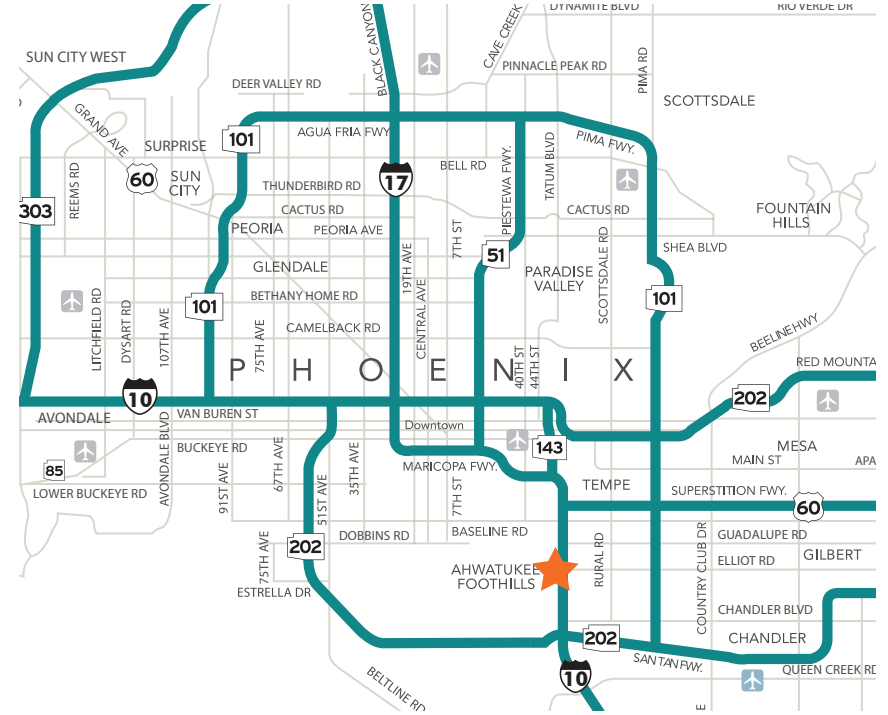 DYNAMITE BLVD
RIO VERDE DR
SUN CITY WEST
BLACK CANYON
CAVE CREEK
PINNACLE PEAK RD
PIMA RD
DEER VALLEY RD
SCOTTSDALE
GRAND AVE
SURPRISE
101
AGUA FRIA FWY
PIMA FWY.
TATUM BLVD
BELL RD
17
60
SUN
CITY
REEMS RD
THUNDERBIRD RD
PIESTEWA FWY.
303
CACTUS RD
CACTUS RD
FOUNTAIN
HILLS
PEORIA
PEORIA AVE
7TH ST
SHEA BLVD
51
SCOTTSDALE RD
GLENDALE
19TH AVE
PARADISE
VALLEY
BETHANY HOME RD
101
101
LITCHFIELD RD
DYSART RD
107TH AVE
75TH AVE
CAMELBACK RD
CENTRAL AVE
BEELINE HWY
40TH ST
44TH ST
PHOENIX
RED MOUNTA
10
202
AVONDALE
VAN BUREN ST
Downtown
BUCKEYE RD
143
MESA
85
AVONDALE BLVD
MAIN ST
APA
MARICOPA FWY.
LOWER BUCKEYE RD
91ST AVE
67TH AVE
51ST AVE
35TH AVE
7TH ST
TEMPE
SUPERSTITION FWY.
60
DOBBINS RD
BASELINE RD
GUADALUPE RD
202
75TH AVE
RURAL RD
COUNTRY CLUB DR
ELLIOT RD
GILBERT
AHWATUKEE
FOOTHILLS
ESTRELLA DR
CHANDLER BLVD
202
CHANDLER
SANTAN FWY.
QUEEN CREEK RD
10
BELTLINE RD